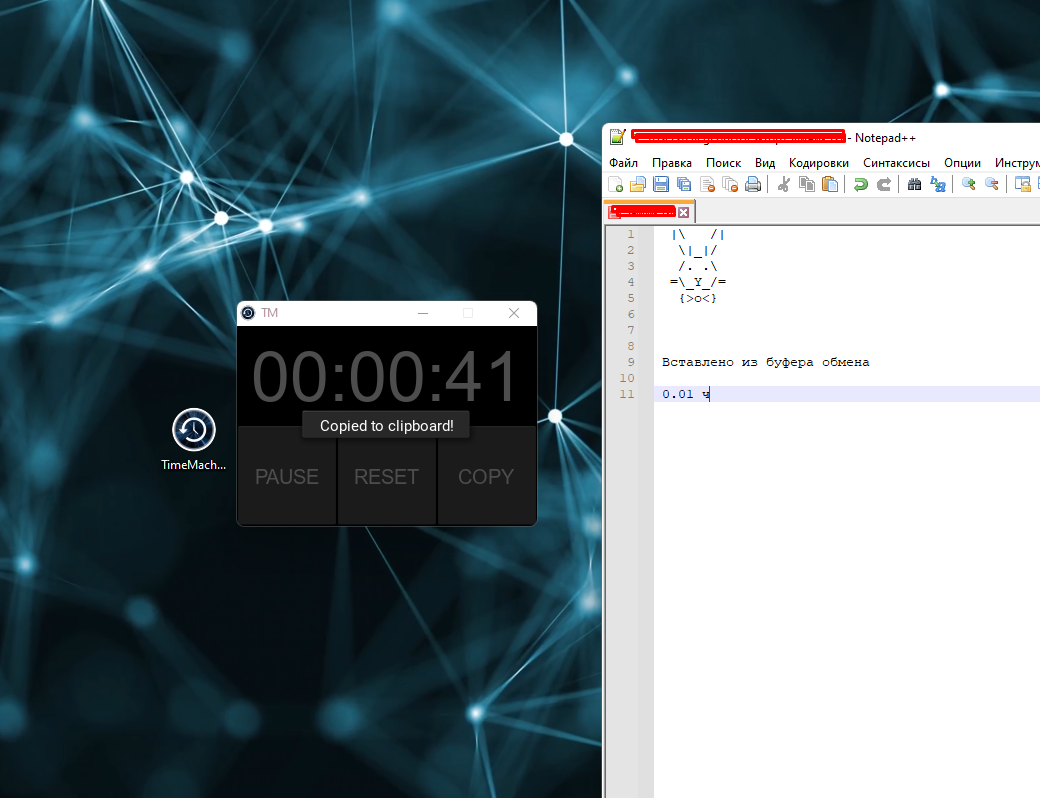 TM
00:00:41
Copied to clipboard!
PAUSE RESET COPY
TimeMach...
- Notepad++
Файл Правка Поиск Вид Кодировки Синтаксисы Опции Инструм
1 |\   /|
2  \|_|/
3  /. .\
4 =\_Y_/=
5  {>o<}
6
7
8
9 Вставлено из буфера обмена
10
11 0.01 ч